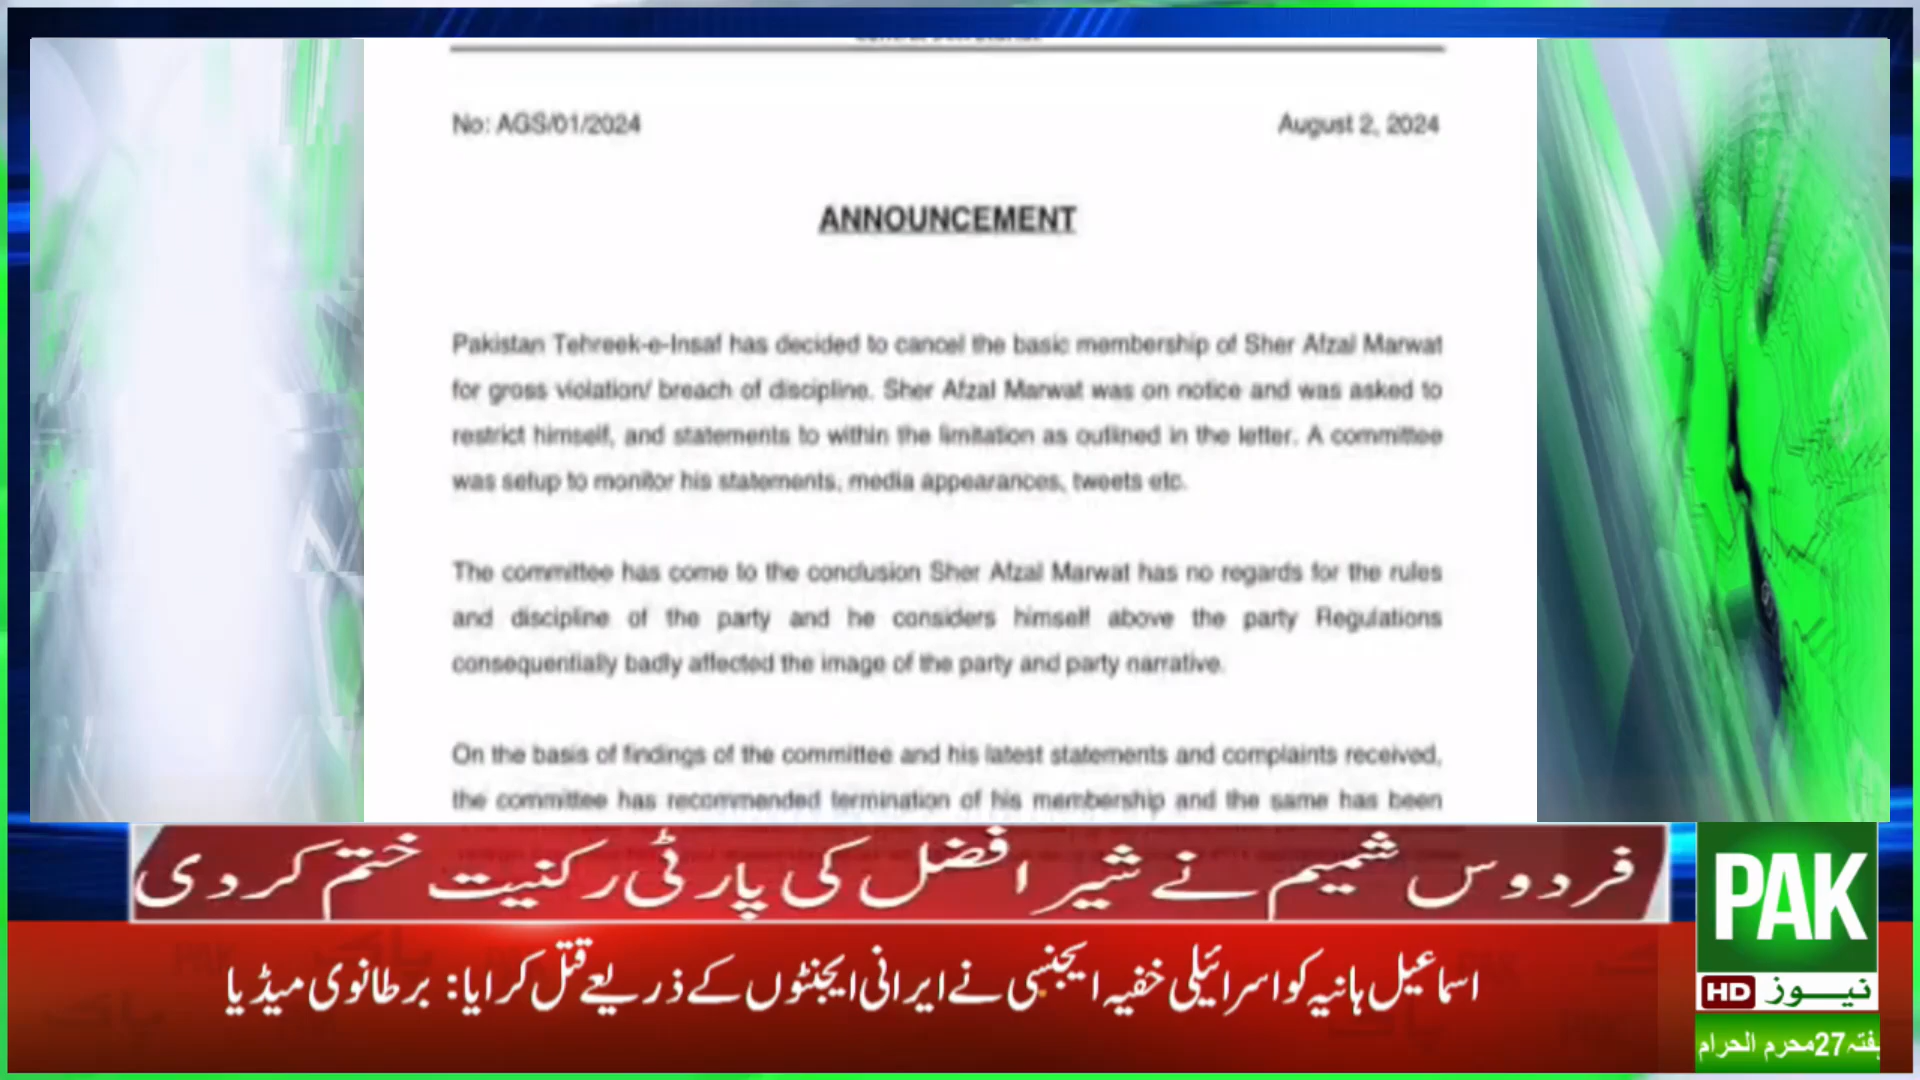 No: AGS/01/2024
August 2, 2024
ANNOUNCEMENT
Pakistan Tehreek-e-Insaf has decided to cancel the basic membership of Sher Afzal Marwat
for gross violation/ breach of discipline. Sher Afzal Marwat was on notice and was asked to
restrict himself, and statements to within the limitation as outlined in the letter. A committee
was setup to monitor his statements, media appearances, tweets etc.
The committee has come to the conclusion Sher Afzal Marwat has no regards for the rules
and discipline of the party and he considers himself above the party Regulations
consequentially badly affected the image of the party and party narrative.
On the basis of findings of the committee and his latest statements and complaints received,
the committee has recommended termination of his membership and the same has been
فردوس شمیم نے شیر افضل کی پارٹی رکنیت ختم کردی
اسماعیل ہانیہ کو اسرائیلی خفیہ ایجنسی نے ایرانی ایجنٹوں کے ذریعے قتل کرایا: برطانوی میڈیا
PAK
HD نیوز
27محرم الحرام